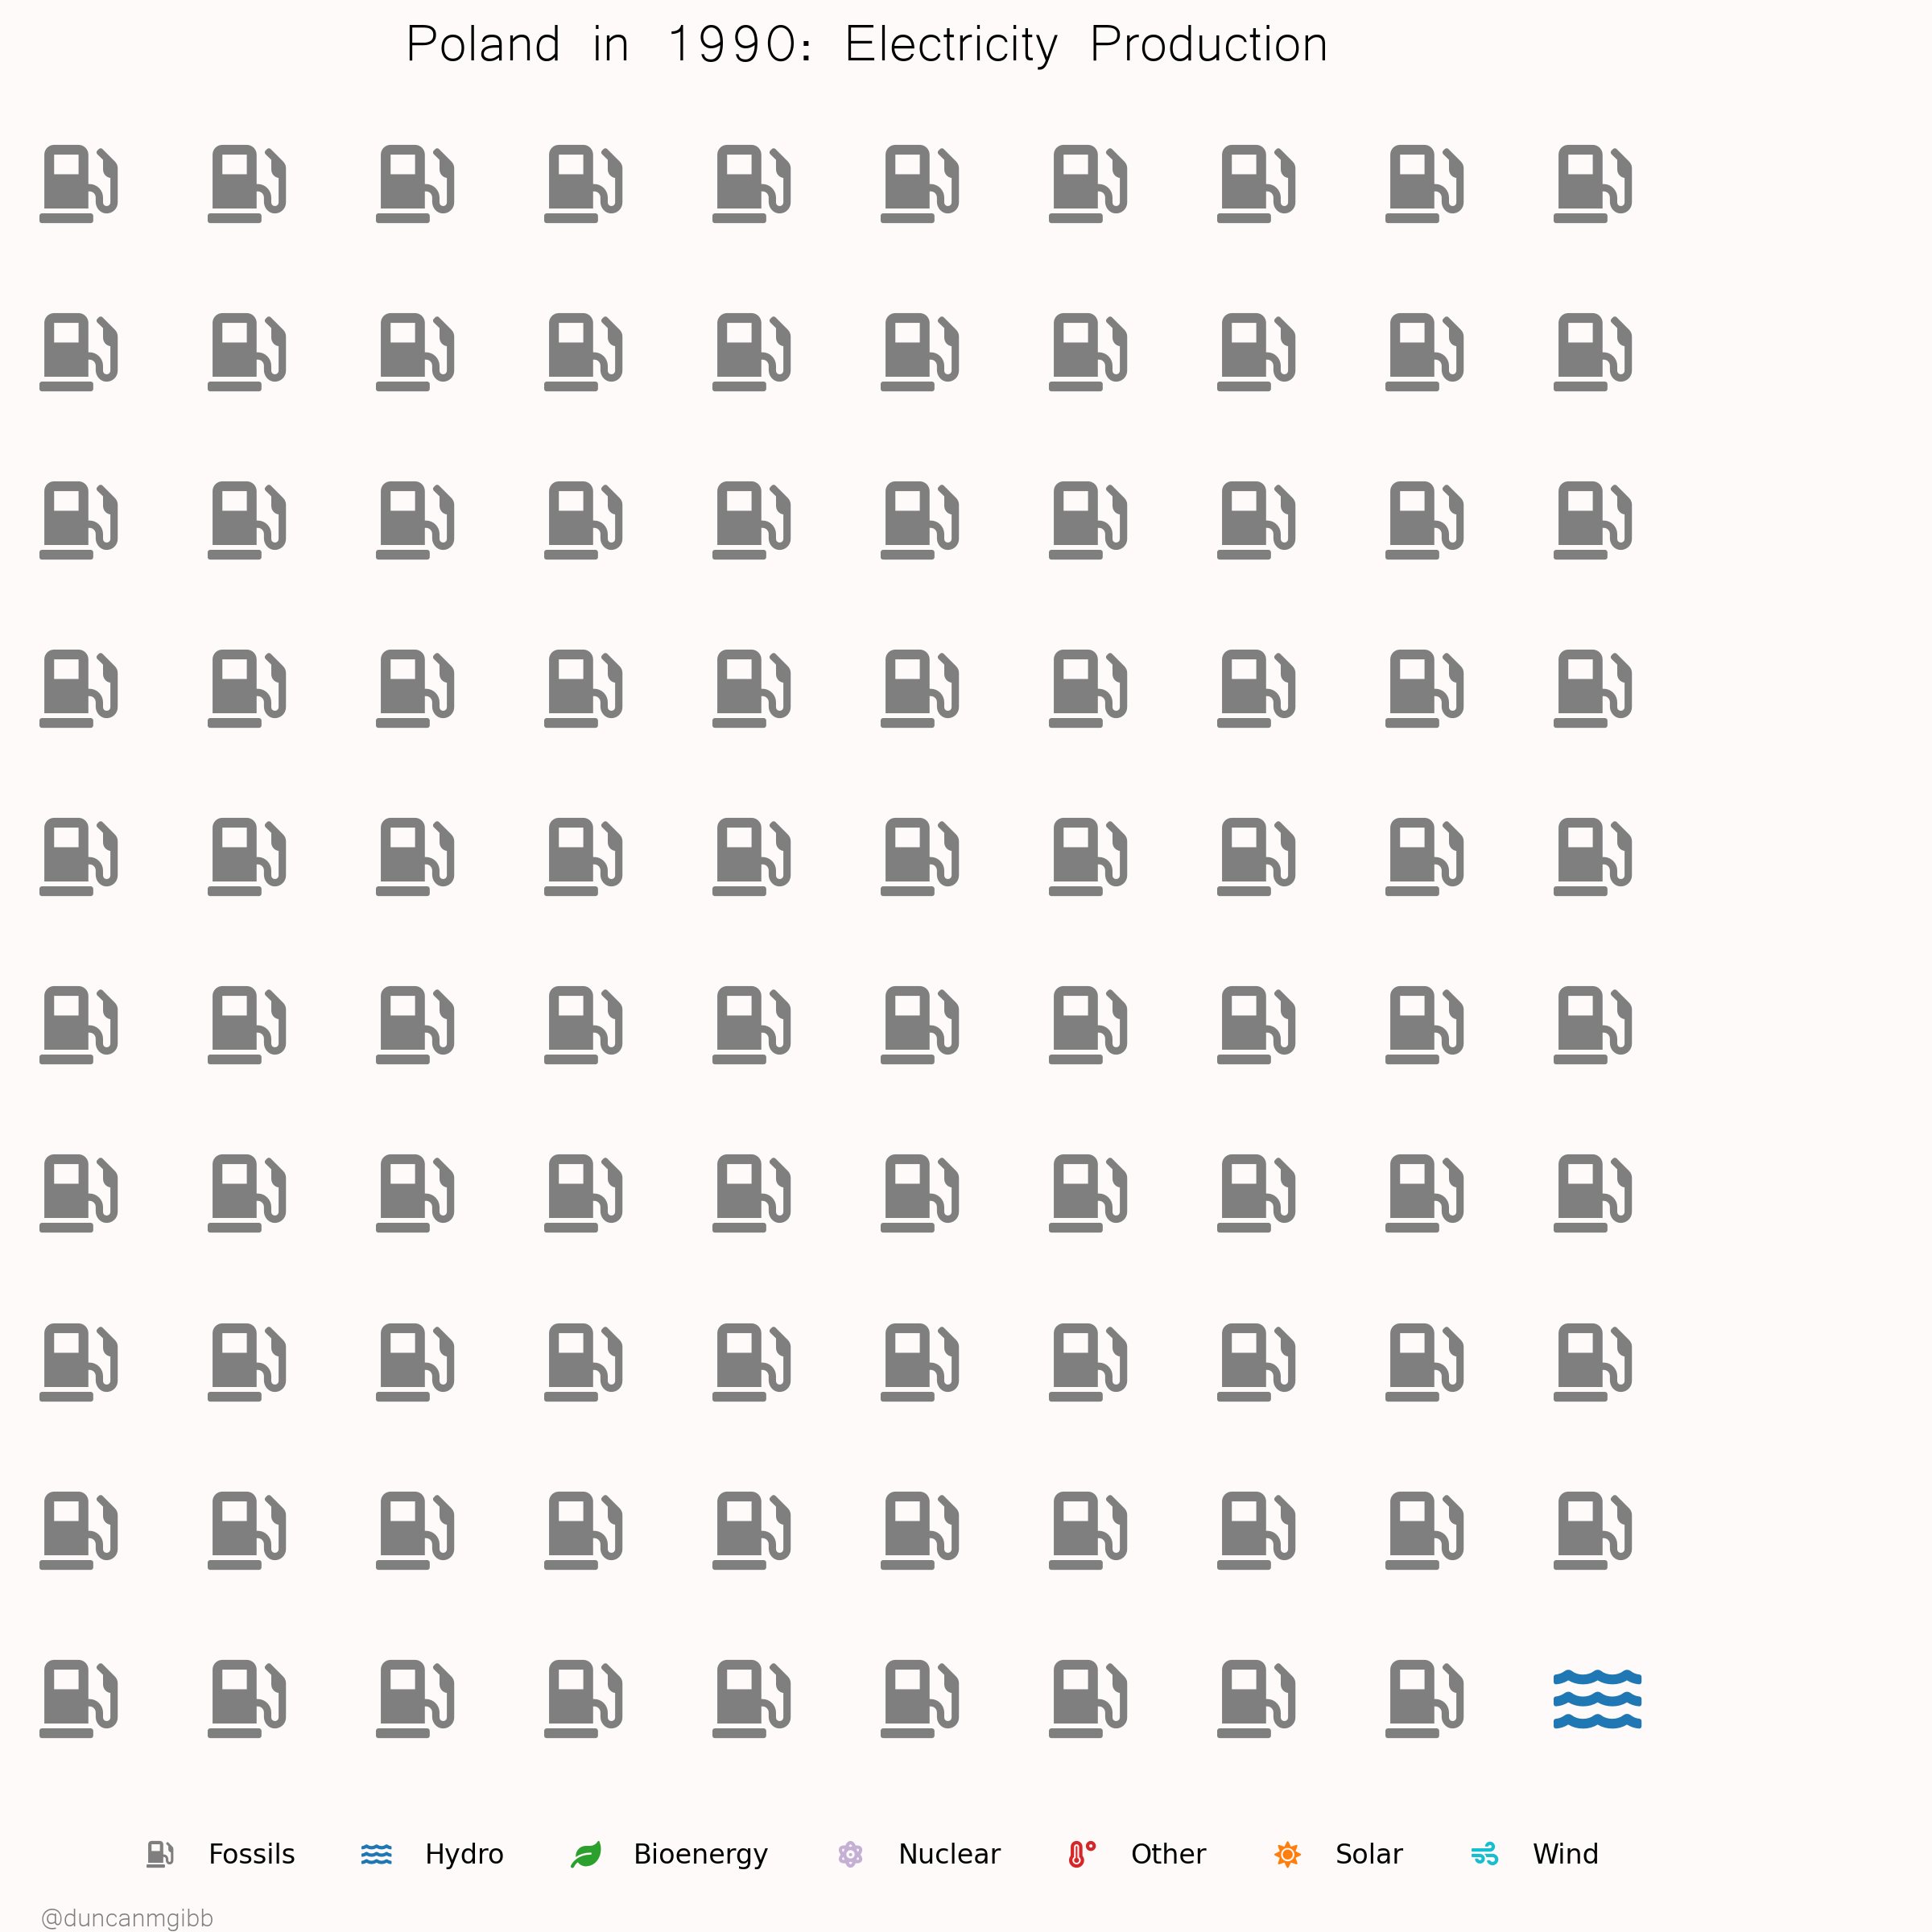 Poland in 1990: Electricity Production
Fossils Hydro Bioenergy Nuclear Other Solar Wind
@duncanmgibb